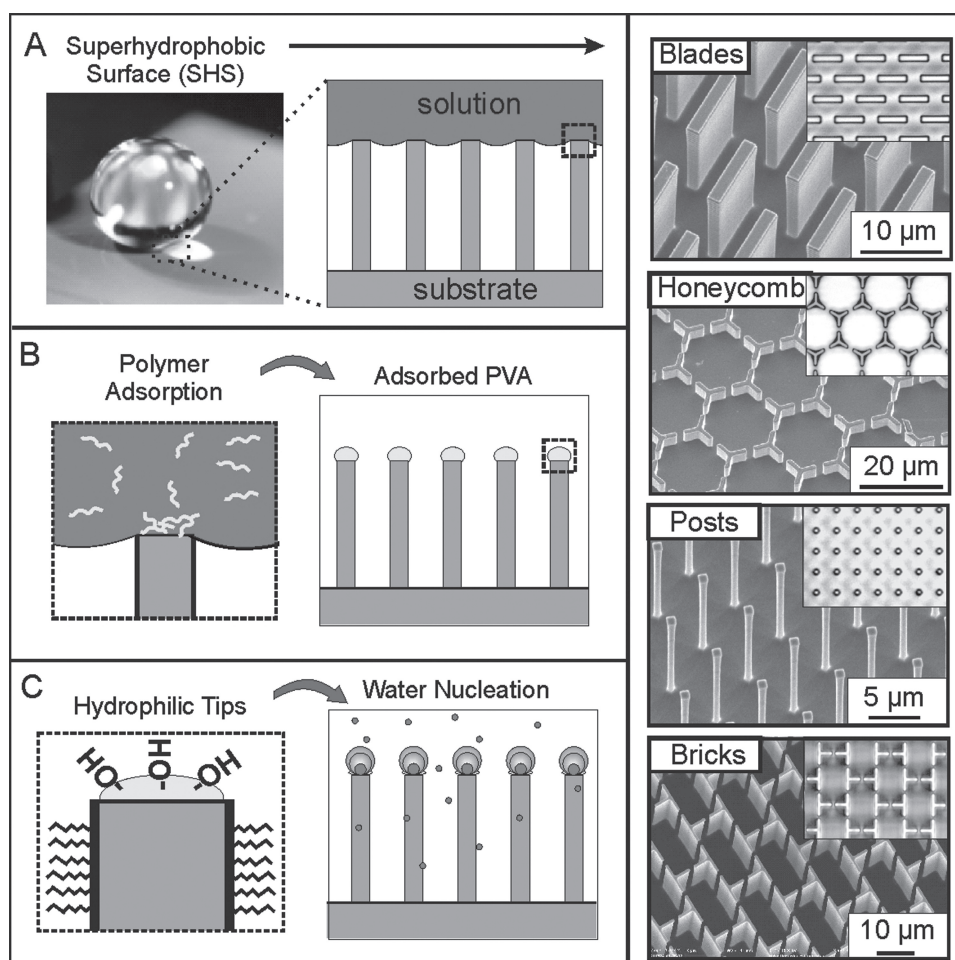 A
Superhydrophobic
Surface (SHS)
solution
substrate
B
Polymer
Adsorption
Adsorbed PVA
C
Hydrophilic Tips
Water Nucleation
HO
HO
OH
Blades
10 µm
Honeycomb
20 µm
Posts
5 µm
Bricks
10 µm